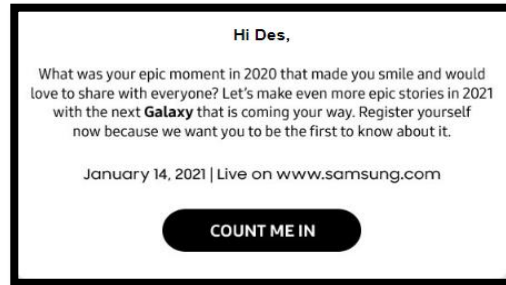 Hi Des,
What was your epic moment in 2020 that made you smile and would
love to share with everyone? Let's make even more epic stories in 2021
with the next Galaxy that is coming your way. Register yourself
now because we want you to be the first to know about it.
January 14, 2021 | Live on www.samsung.com
COUNT ME IN